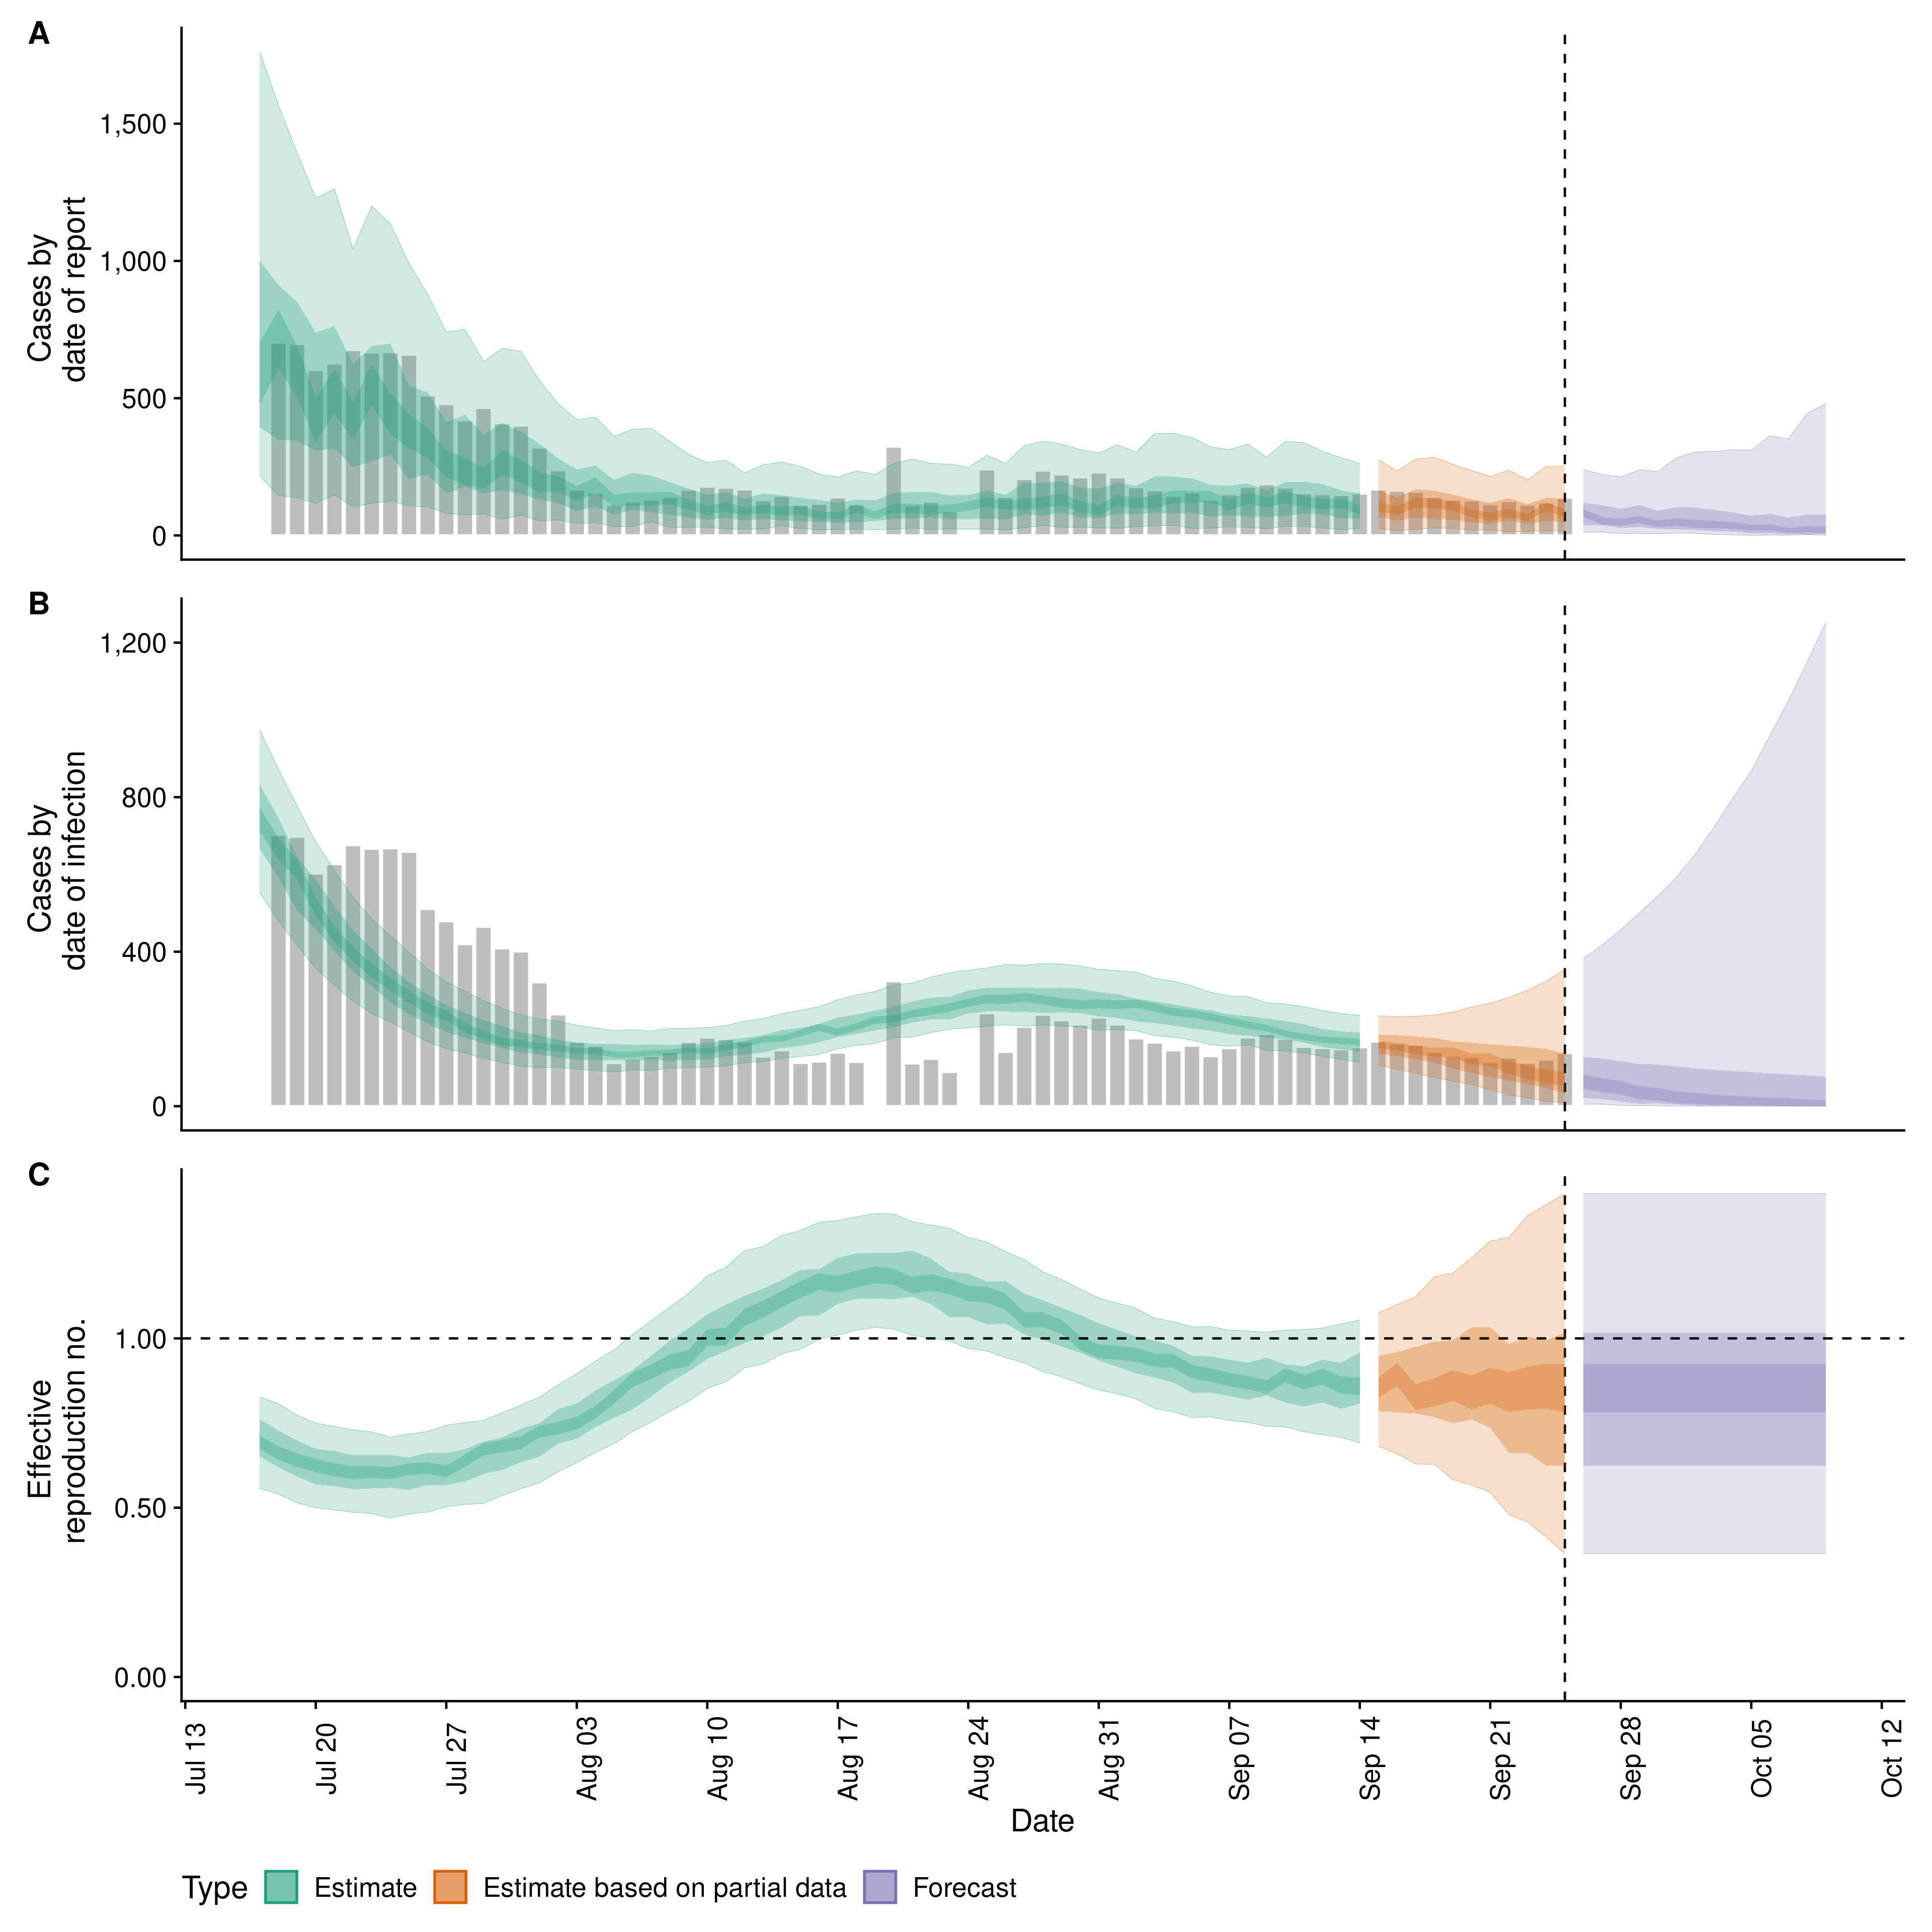 A
Cases by
date of report
1,500
1,000
500
0
B
Cases by
date of infection
1,200
800
400
0
C
Effective
reproduction no.
1.00
0.50
0.00
Jul 13
Jul 20
Jul 27
Aug 03
Aug 10
Aug 17
Aug 24
Aug 31
Sep 07
Sep 14
Sep 21
Sep 28
Oct 05
Oct 12
Date
Type Estimate Estimate based on partial data Forecast